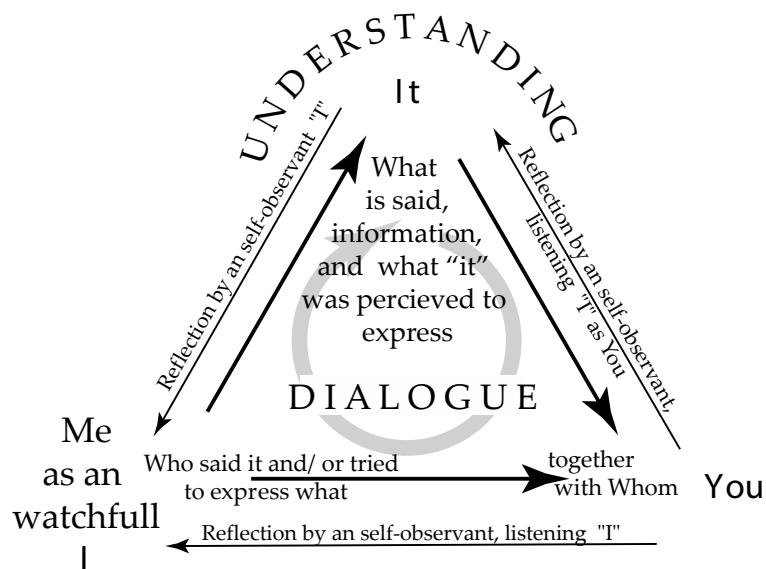 UNDERSTANDING
It
Reflection by an self-observant "I"
What
is said,
information,
and what “it”
was percieved to
express
Reflection by an self-observant,
listening "I" as You
DIALOGUE
Me
as an
watchfull
I
Who said it and/ or tried
to express what
together
with Whom
You
Reflection by an self-observant, listening "I"